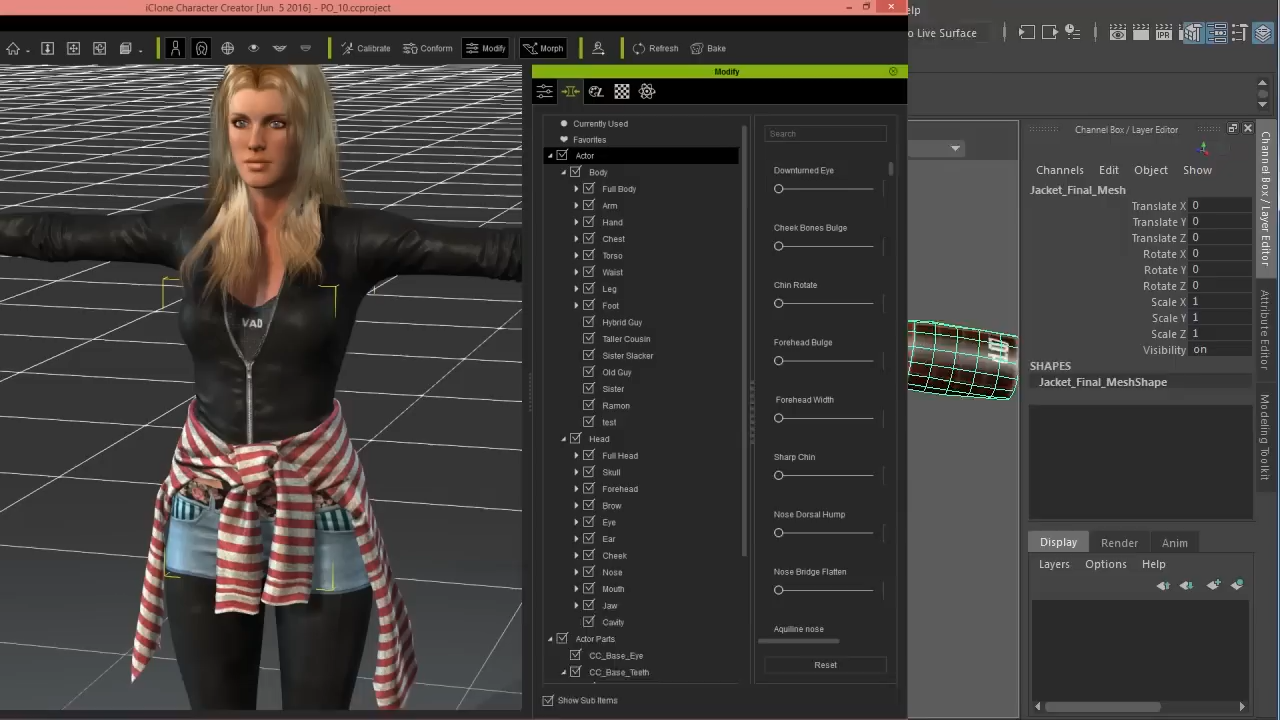 iClone Character Creator [Jun 5 2016] - PO_10.ccproject
elp
Calibrate
Conform
Modify
Morph
Refresh
Bake
o Live Surface
Modify
Currently Used
Favorites
Actor
Body
Full Body
Arm
Hand
Chest
Torso
Waist
Leg
Foot
Hybrid Guy
Taller Cousin
Sister Slacker
Old Guy
Sister
Ramon
test
Head
Full Head
Skull
Forehead
Brow
Eye
Ear
Cheek
Nose
Mouth
Jaw
Cavity
Actor Parts
CC_Base_Eye
CC_Base_Teeth
Show Sub Items
Search
Downturned Eye
Cheek Bones Bulge
Chin Rotate
Forehead Bulge
Forehead Width
Sharp Chin
Nose Dorsal Hump
Nose Bridge Flatten
Aquiline nose
Reset
VAD
Channel Box / Layer Editor
Channels Edit Object Show
Jacket_Final_Mesh
Translate X 0
Translate Y 0
Translate Z 0
Rotate X 0
Rotate Y 0
Rotate Z 0
Scale X 1
Scale Y 1
Scale Z 1
Visibility on
SHAPES
Jacket_Final_MeshShape
Display Render Anim
Layers Options Help
Channel Box / Layer Editor
Attribute Editor
Modeling Toolkit